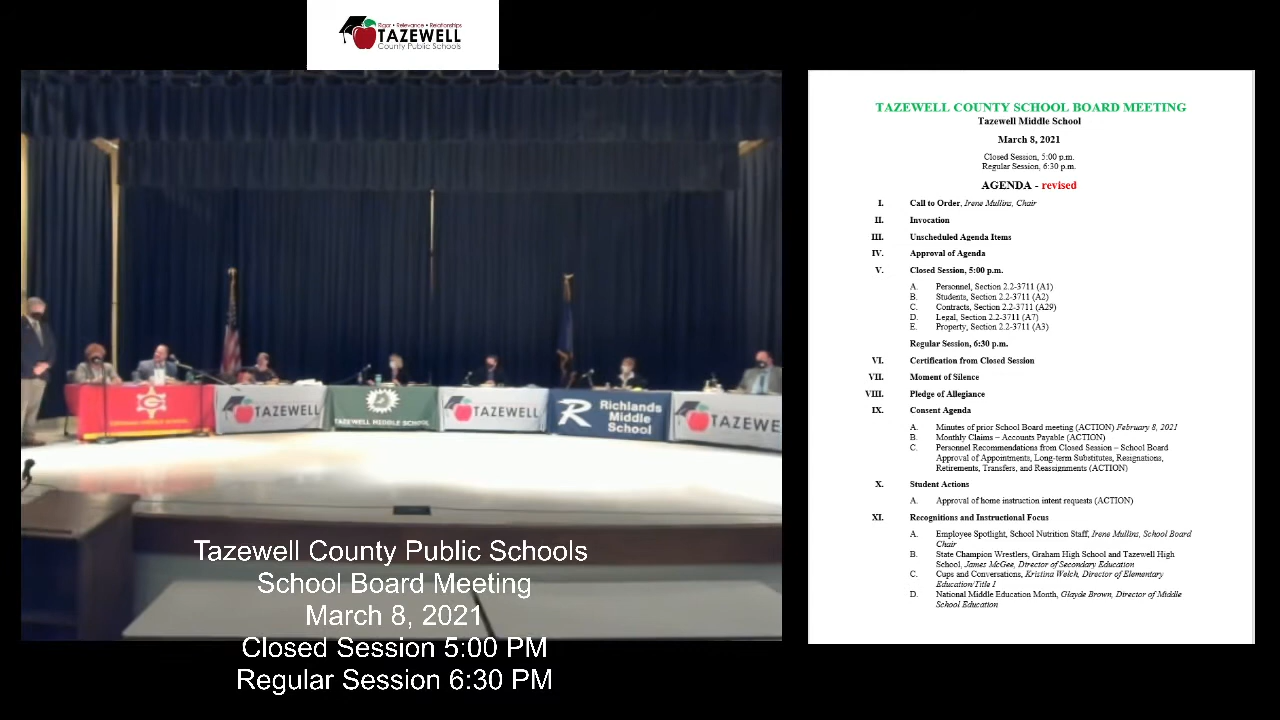 Rigor • Relevance • Relationships
TAZEWELL
County Public Schools
TAZEWELL
TAZEWELL MIDDLE SCHOOL
TAZEWELL
R
Richlands
Middle
School
TAZEWE
Tazewell County Public Schools
School Board Meeting
March 8, 2021
Closed Session 5:00 PM
Regular Session 6:30 PM
TAZEWELL COUNTY SCHOOL BOARD MEETING
Tazewell Middle School
March 8, 2021
Closed Session, 5:00 p.m.
Regular Session, 6:30 p.m.
AGENDA - revised
I. Call to Order, Irene Mullins, Chair
II. Invocation
III. Unscheduled Agenda Items
IV. Approval of Agenda
V. Closed Session, 5:00 p.m.
A. Personnel, Section 2.2-3711 (A1)
B. Students, Section 2.2-3711 (A2)
C. Contracts, Section 2.2-3711 (A29)
D. Legal, Section 2.2-3711 (A7)
E. Property, Section 2.2-3711 (A3)
Regular Session, 6:30 p.m.
VI. Certification from Closed Session
VII. Moment of Silence
VIII. Pledge of Allegiance
IX. Consent Agenda
A. Minutes of prior School Board meeting (ACTION) February 8, 2021
B. Monthly Claims – Accounts Payable (ACTION)
C. Personnel Recommendations from Closed Session – School Board
Approval of Appointments, Long-term Substitutes, Resignations,
Retirements, Transfers, and Reassignments (ACTION)
X. Student Actions
A. Approval of home instruction intent requests (ACTION)
XI. Recognitions and Instructional Focus
A. Employee Spotlight, School Nutrition Staff, Irene Mullins, School Board
Chair
B. State Champion Wrestlers, Graham High School and Tazewell High
School, James McGee, Director of Secondary Education
C. Cups and Conversations, Kristina Welch, Director of Elementary
Education/Title I
D. National Middle Education Month, Glayde Brown, Director of Middle
School Education